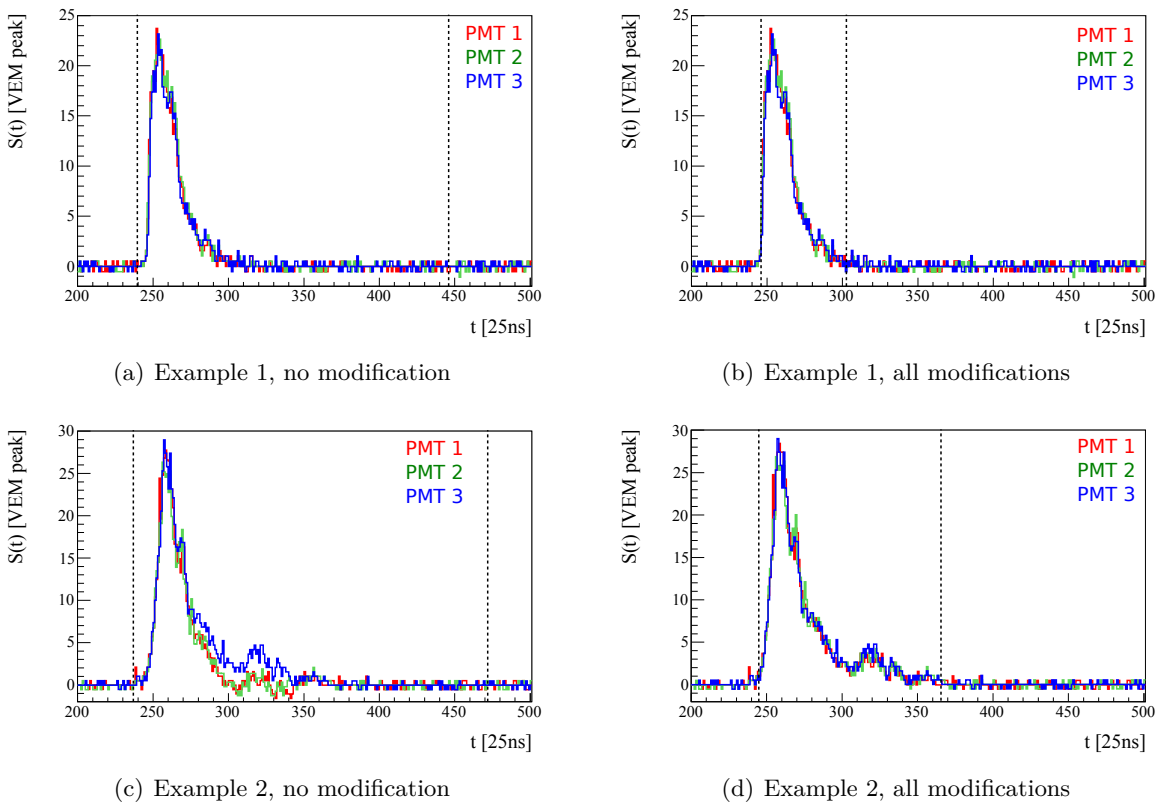 S(t) [VEM peak]
25
20
15
10
5
0
PMT 1
PMT 2
PMT 3
200 250 300 350 400 450 500
t [25ns]
(a) Example 1, no modification
S(t) [VEM peak]
25
20
15
10
5
0
PMT 1
PMT 2
PMT 3
200 250 300 350 400 450 500
t [25ns]
(b) Example 1, all modifications
S(t) [VEM peak]
30
25
20
15
10
5
0
PMT 1
PMT 2
PMT 3
200 250 300 350 400 450 500
t [25ns]
(c) Example 2, no modification
S(t) [VEM peak]
30
25
20
15
10
5
0
PMT 1
PMT 2
PMT 3
200 250 300 350 400 450 500
t [25ns]
(d) Example 2, all modifications